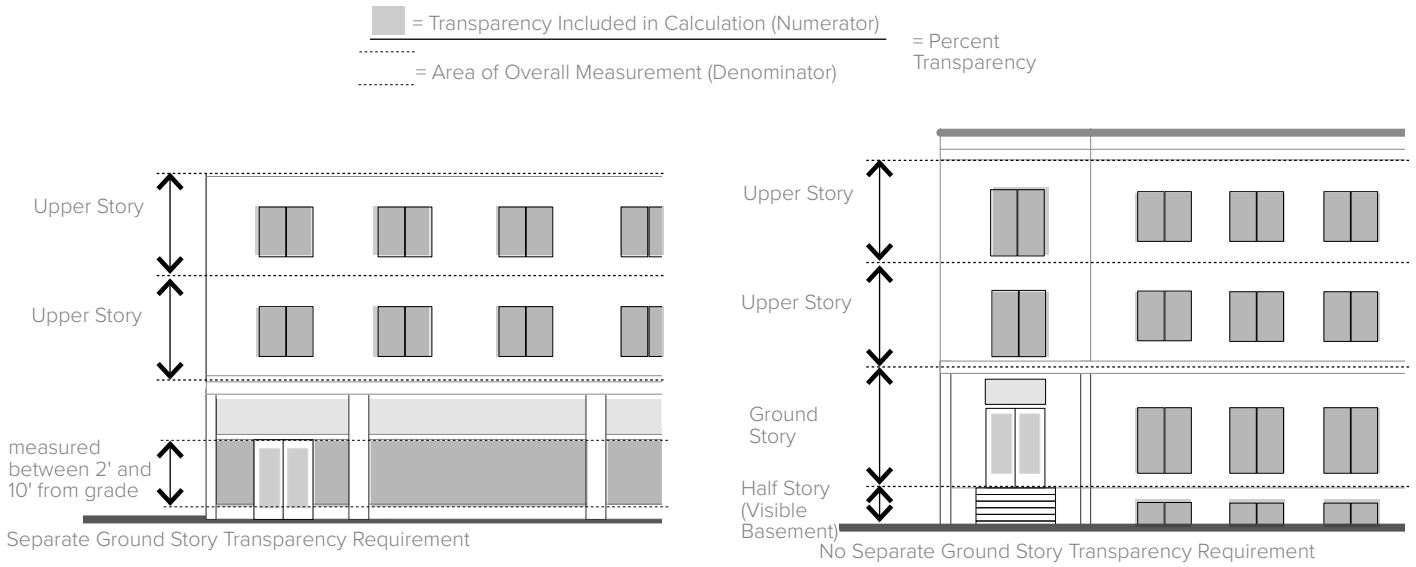 = Transparency Included in Calculation (Numerator)
= Area of Overall Measurement (Denominator)
= Percent
Transparency
Upper Story
Upper Story
measured
between 2' and
10' from grade
Separate Ground Story Transparency Requirement
Upper Story
Upper Story
Ground
Story
Half Story
(Visible
Basement)
No Separate Ground Story Transparency Requirement